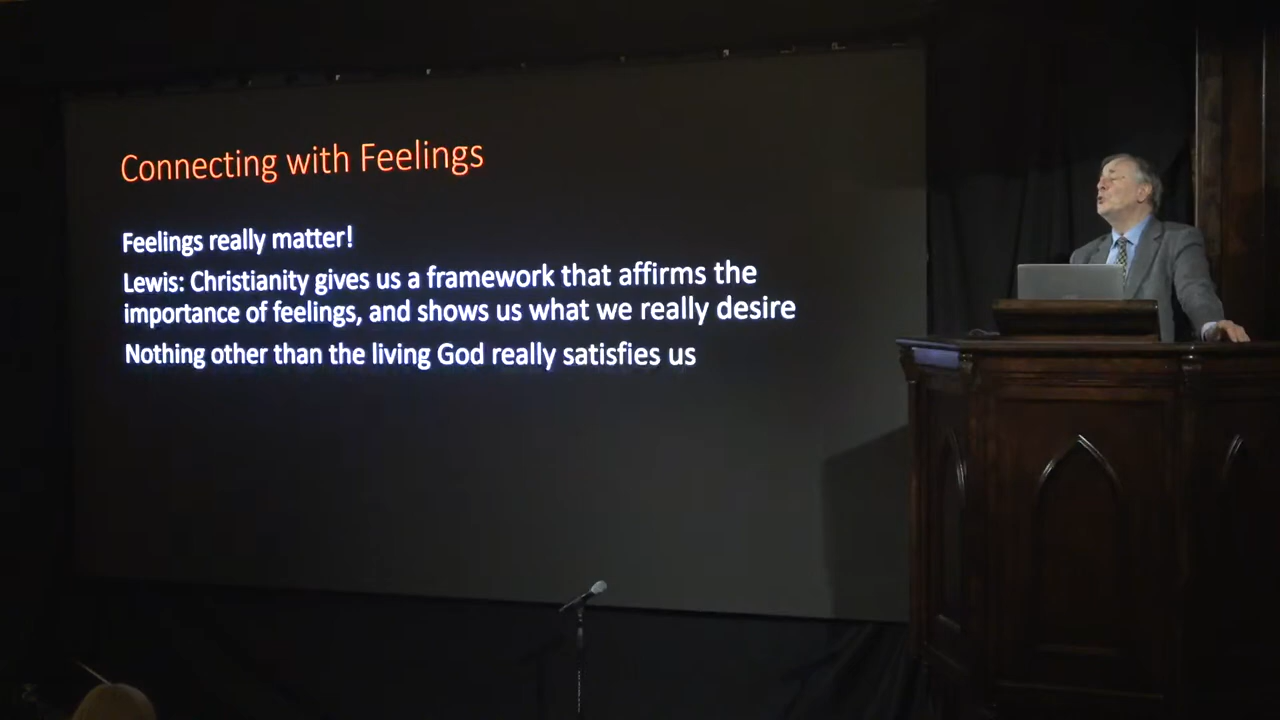 Connecting with Feelings
Feelings really matter!
Lewis: Christianity gives us a framework that affirms the
importance of feelings, and shows us what we really desire
Nothing other than the living God really satisfies us